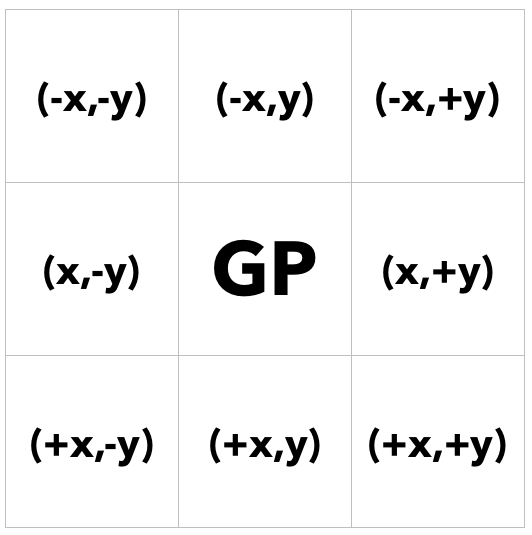 (-x,-y) (-x,y) (-x,+y)
(x,-y) GP (x,+y)
(+x,-y) (+x,y) (+x,+y)